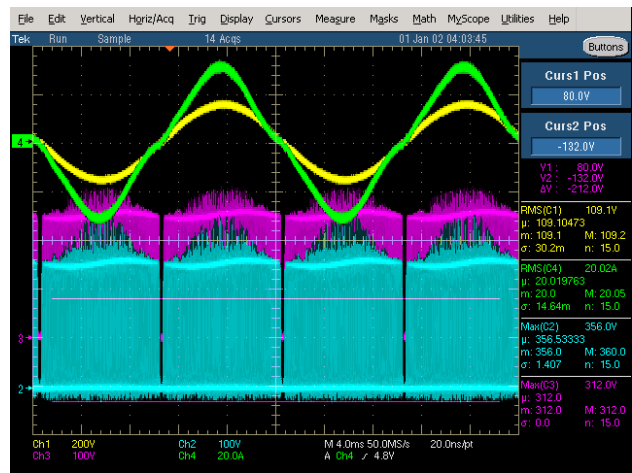 File Edit Vertical Horiz/Acq Trig Display Cursors Measure Masks Math MyScope Utilities Help
Tek Run Sample 14 Acqs 01 Jan 02 04:03:45
Buttons
Curs1 Pos
80.0V
Curs2 Pos
-132.0V
V1 : 80.0V
V2 : -132.0V
ΔV : -212.0V
4
RMS(C1) 109.1V
μ: 109.10473
m: 109.1 M: 109.2
σ: 30.2m n: 15.0
RMS(C4) 20.02A
μ: 20.019763
m: 20.0 M: 20.05
σ: 14.64m n: 15.0
Max(C2) 356.0V
μ: 356.53333
m: 356.0 M: 360.0
σ: 1.407 n: 15.0
3
Max(C3) 312.0V
μ: 312.0
m: 312.0 M: 312.0
σ: 0.0 n: 15.0
2
Ch1 200V Ch2 100V M 4.0ms 50.0MS/s 20.0ns/pt
Ch3 100V Ch4 20.0A A Ch4 / 4.8V